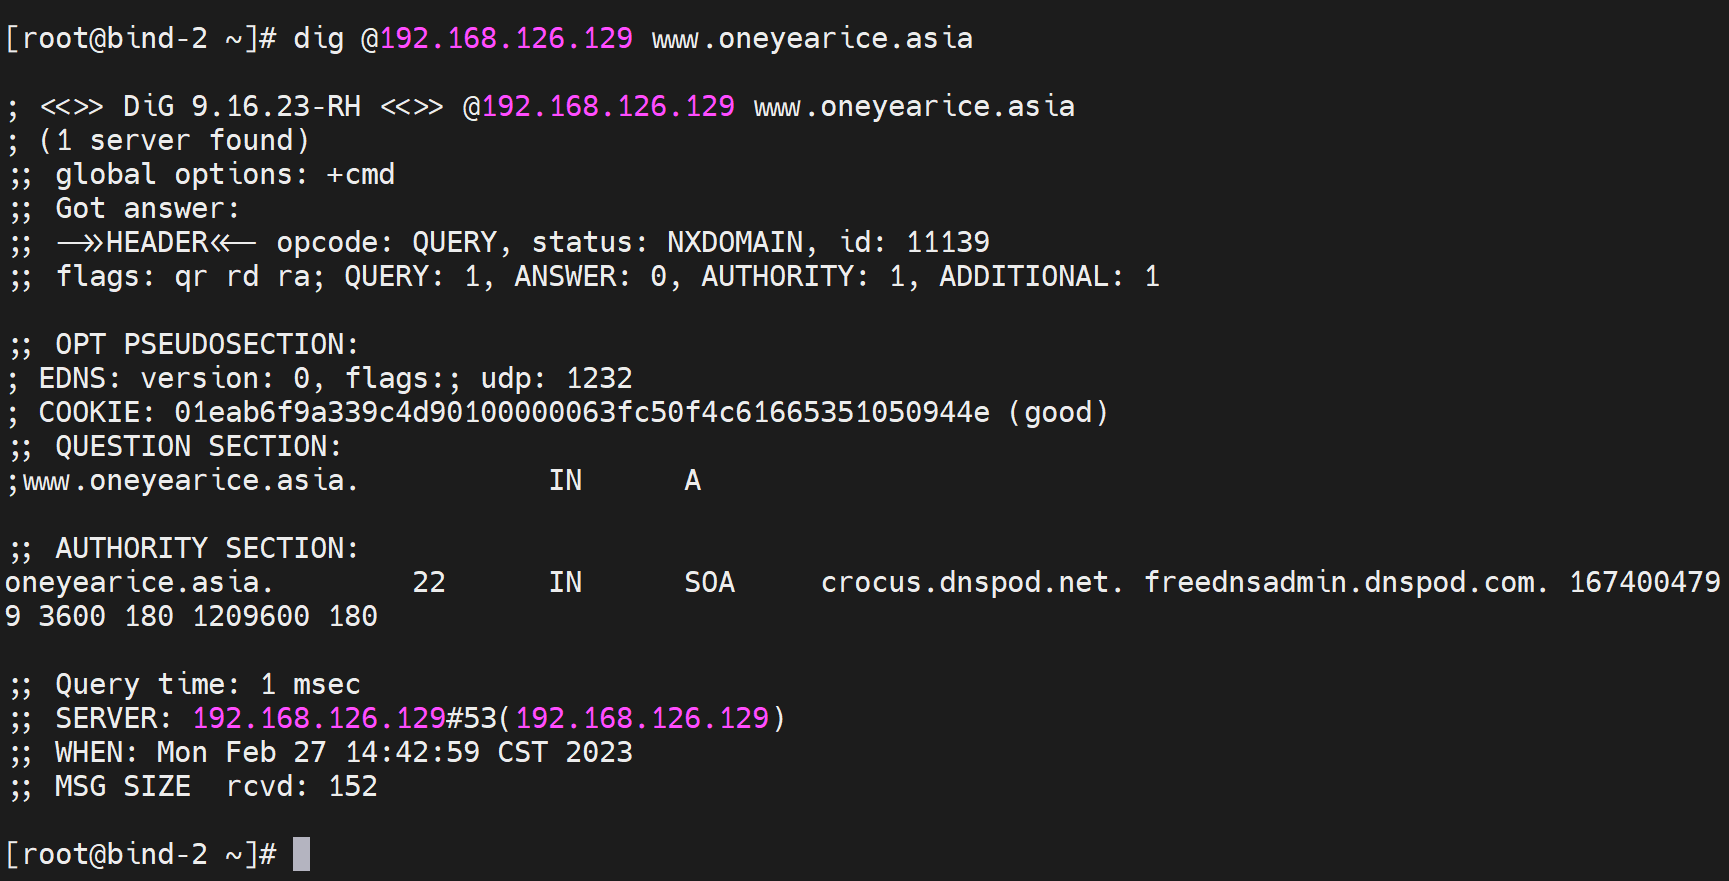 [root@bind-2 ~]# dig @192.168.126.129 www.oneyearice.asia
; <<>> DiG 9.16.23-RH <<>> @192.168.126.129 www.oneyearice.asia
; (1 server found)
;; global options: +cmd
;; Got answer:
;; ->>HEADER<<- opcode: QUERY, status: NXDOMAIN, id: 11139
;; flags: qr rd ra; QUERY: 1, ANSWER: 0, AUTHORITY: 1, ADDITIONAL: 1
;; OPT PSEUDOSECTION:
; EDNS: version: 0, flags:; udp: 1232
; COOKIE: 01eab6f9a339c4d90100000063fc50f4c61665351050944e (good)
;; QUESTION SECTION:
;www.oneyearice.asia. IN A
;; AUTHORITY SECTION:
oneyearice.asia. 22 IN SOA crocus.dnspod.net. freednsadmin.dnspod.com. 167400479
9 3600 180 1209600 180
;; Query time: 1 msec
;; SERVER: 192.168.126.129#53(192.168.126.129)
;; WHEN: Mon Feb 27 14:42:59 CST 2023
;; MSG SIZE rcvd: 152
[root@bind-2 ~]#